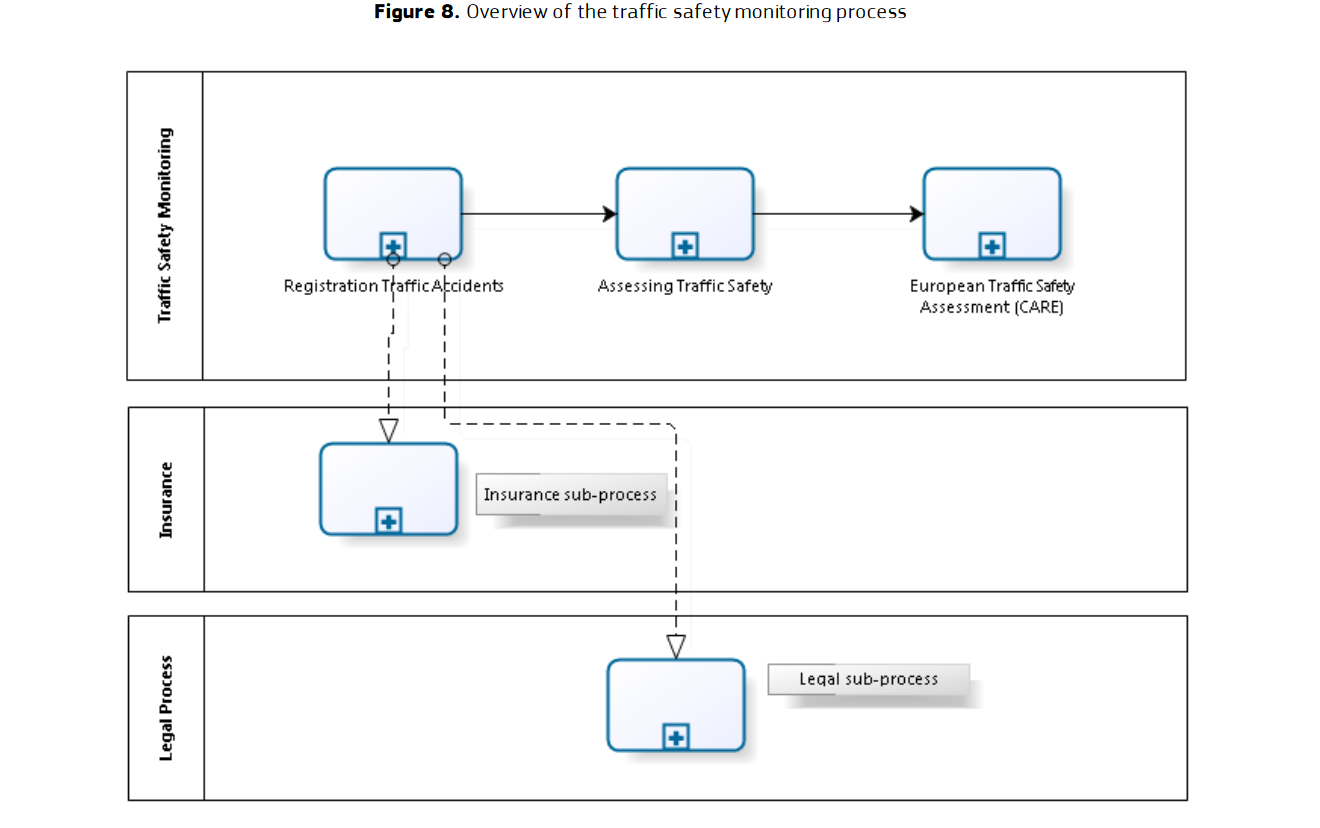 Figure 8. Overview of the traffic safety monitoring process
Traffic Safety Monitoring
Registration Traffic Accidents
Assessing Traffic Safety
European Traffic Safety
Assessment (CARE)
Insurance
Insurance sub-process
Legal Process
Legal sub-process